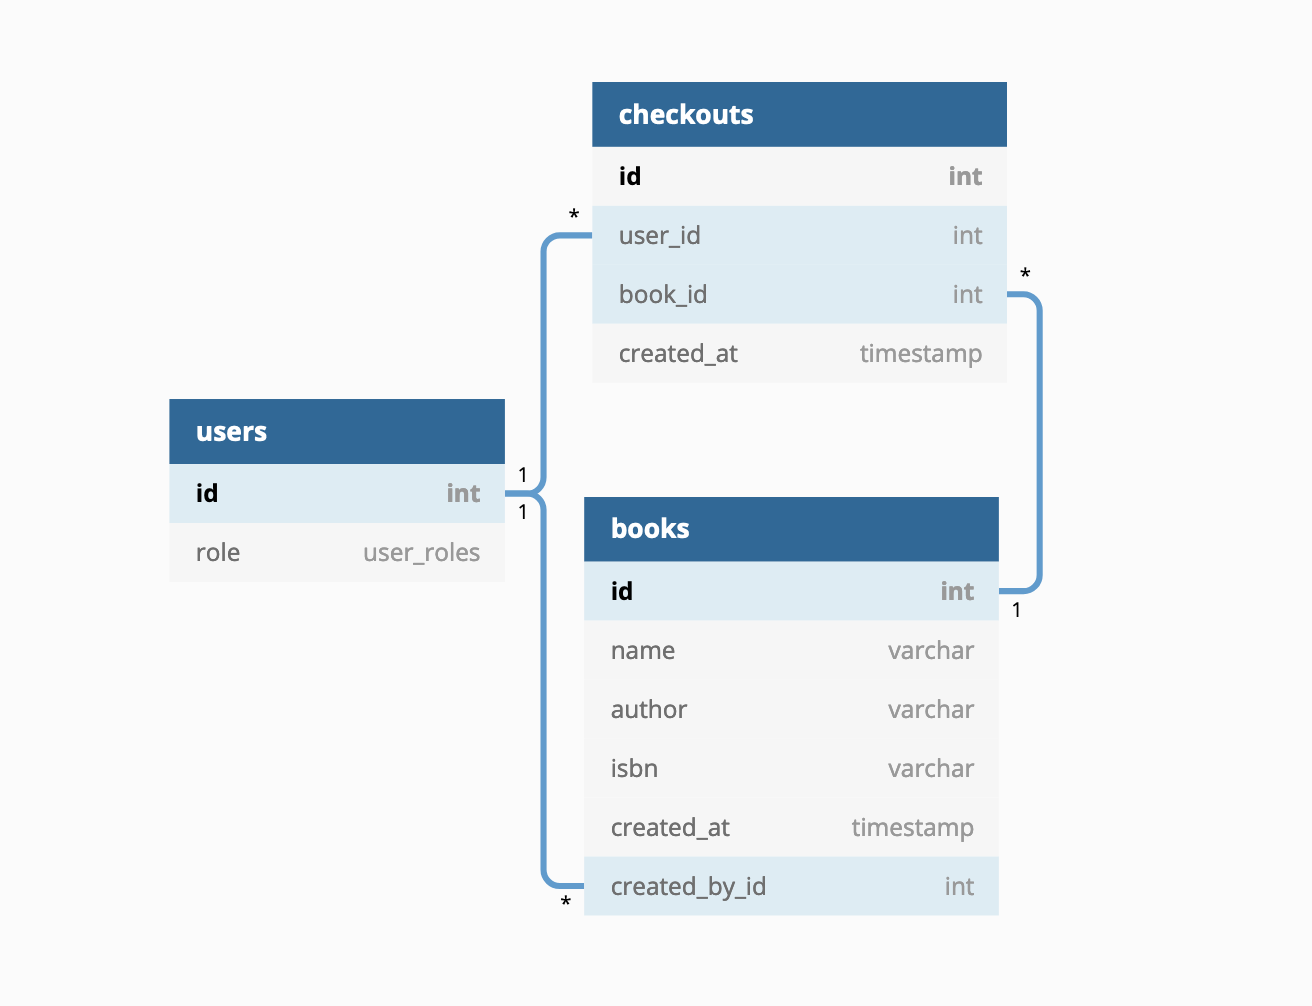 checkouts
id int
user_id int
book_id int
created_at timestamp
*
*
users
id int
role user_roles
1
1
books
id int
name varchar
author varchar
isbn varchar
created_at timestamp
created_by_id int
1
*